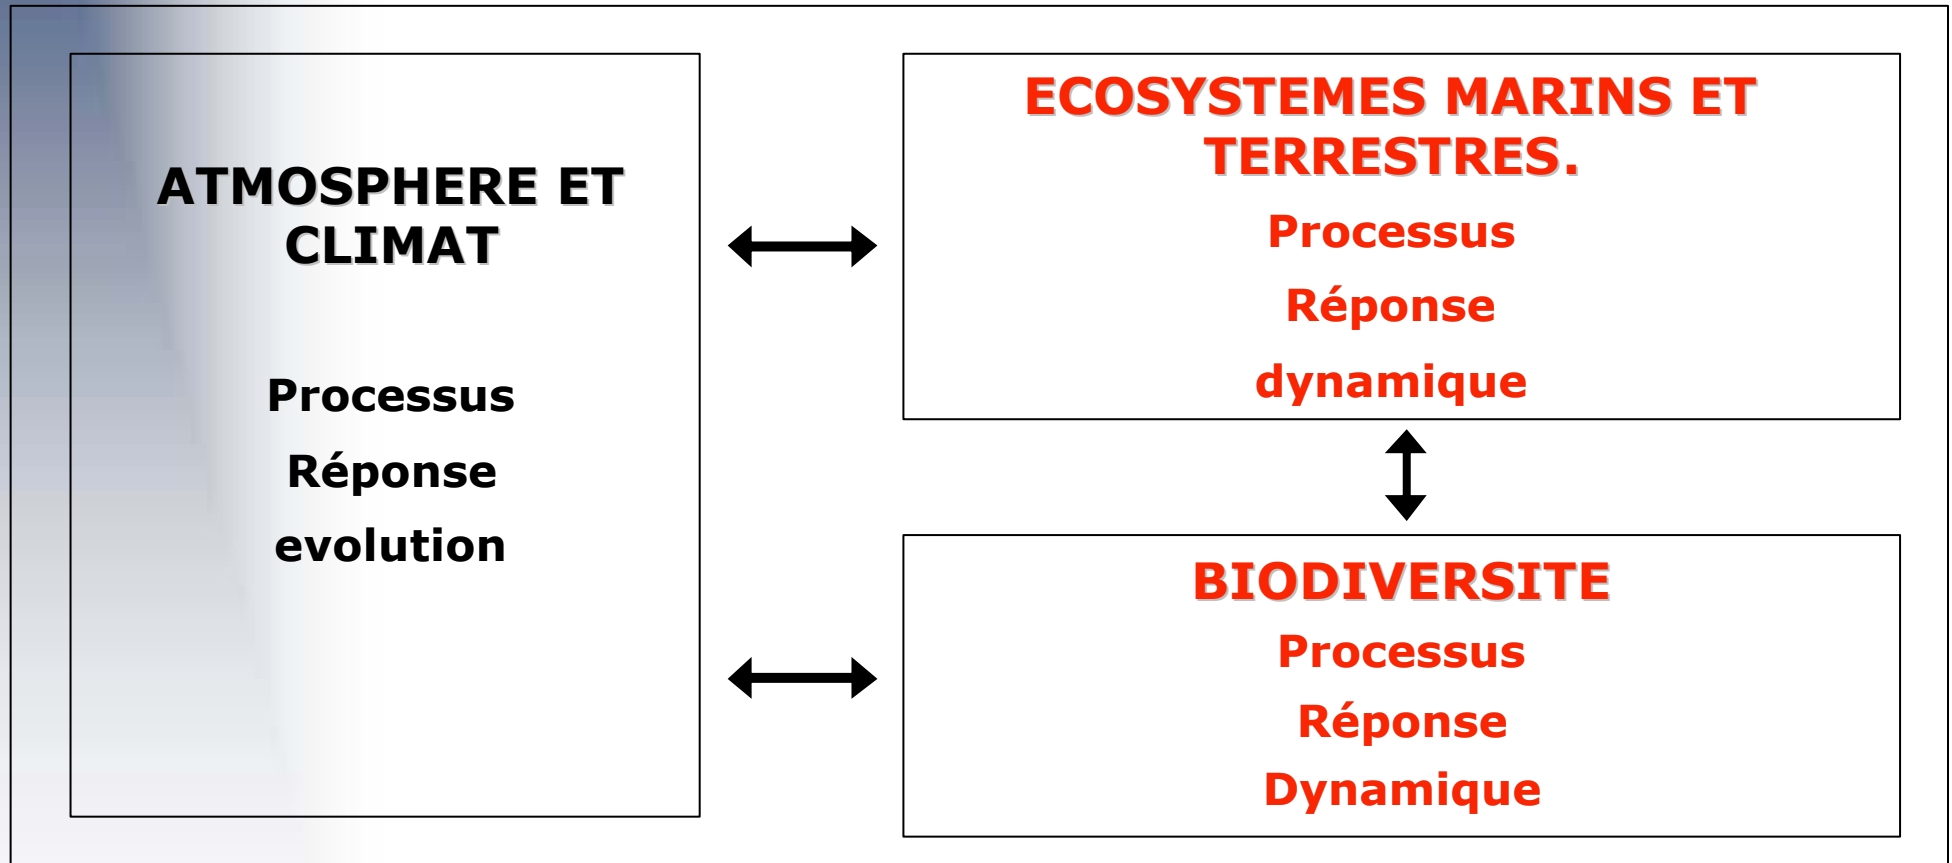 ATMOSPHERE ET
CLIMAT
Processus
Réponse
evolution
ECOSYSTEMES MARINS ET
TERRESTRES.
Processus
Réponse
dynamique
BIODIVERSITE
Processus
Réponse
Dynamique